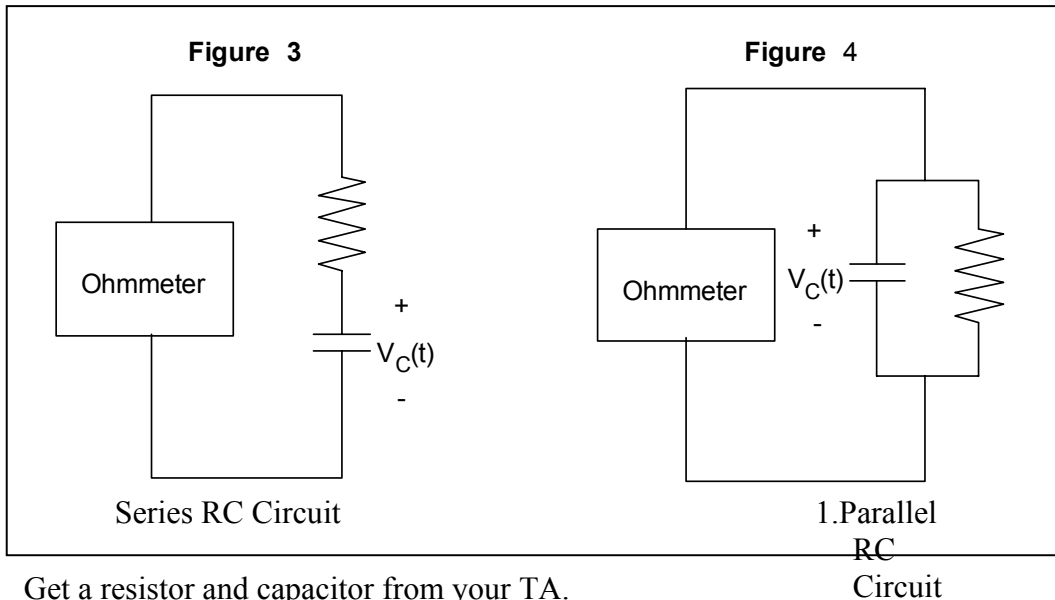 Figure 3
Figure 4
Ohmmeter
+
V_C(t)
-
Ohmmeter
+
V_C(t)
-
Series RC Circuit
1.Parallel
RC
Circuit
Get a resistor and capacitor from your TA.